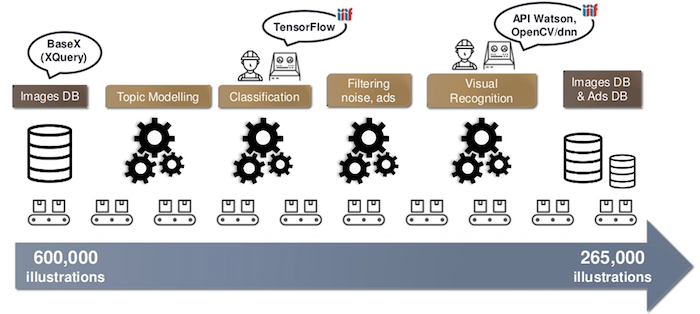 BaseX
(XQuery)
TensorFlow
iiif
API Watson,
OpenCV/dnn
iiif
Images DB
Topic Modelling
Classification
Filtering
noise, ads
Visual
Recognition
Images DB
& Ads DB
600,000
illustrations
265,000
illustrations